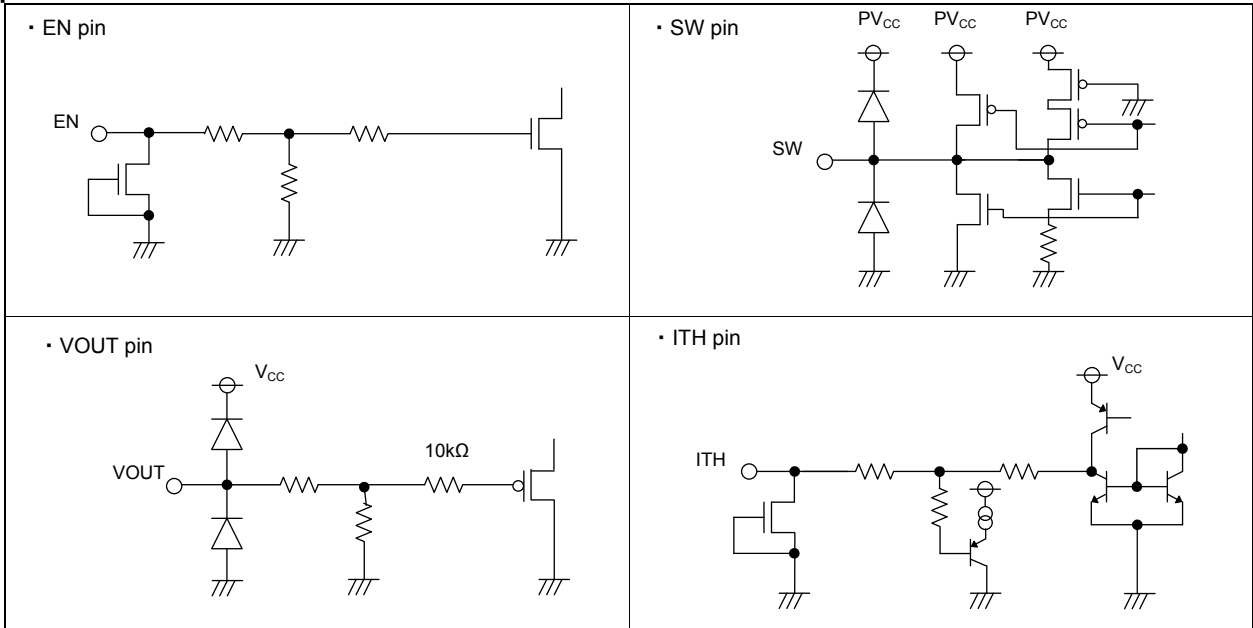 ・EN pin
EN
・SW pin
PVCC PVCC PVCC
SW
・VOUT pin
VCC
10kΩ
VOUT
・ITH pin
VCC
ITH